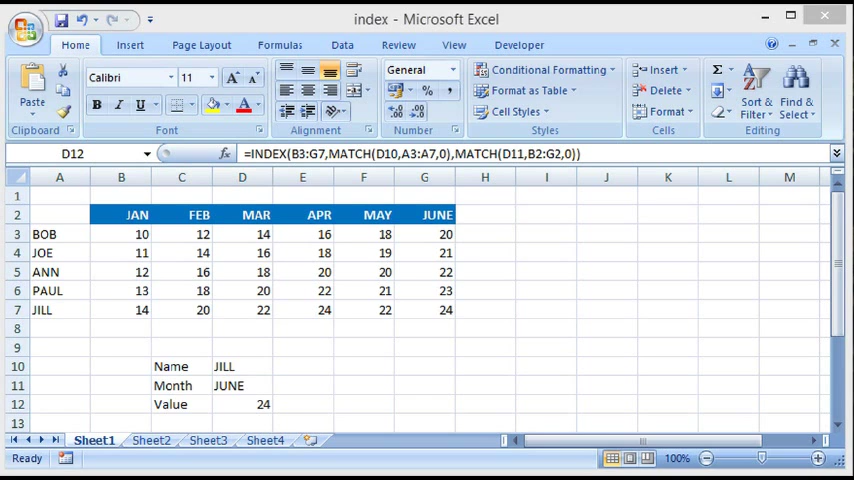 index - Microsoft Excel
Home Insert Page Layout Formulas Data Review View Developer
Paste
Calibri 11 A A
B I U A
General
$ % ,
.0 .00 .00 .0
Conditional Formatting
Format as Table
Cell Styles
Insert
Delete
Format
Σ
Sort & Filter
Find & Select
Clipboard Font Alignment Number Styles Cells Editing
D12 fx =INDEX(B3:G7,MATCH(D10,A3:A7,0),MATCH(D11,B2:G2,0))
A B C D E F G H I J K L M
1
2 JAN FEB MAR APR MAY JUNE
3 BOB 10 12 14 16 18 20
4 JOE 11 14 16 18 19 21
5 ANN 12 16 18 20 20 22
6 PAUL 13 18 20 22 21 23
7 JILL 14 20 22 24 22 24
8
9
10 Name JILL
11 Month JUNE
12 Value 24
13
Sheet1 Sheet2 Sheet3 Sheet4
Ready 100%